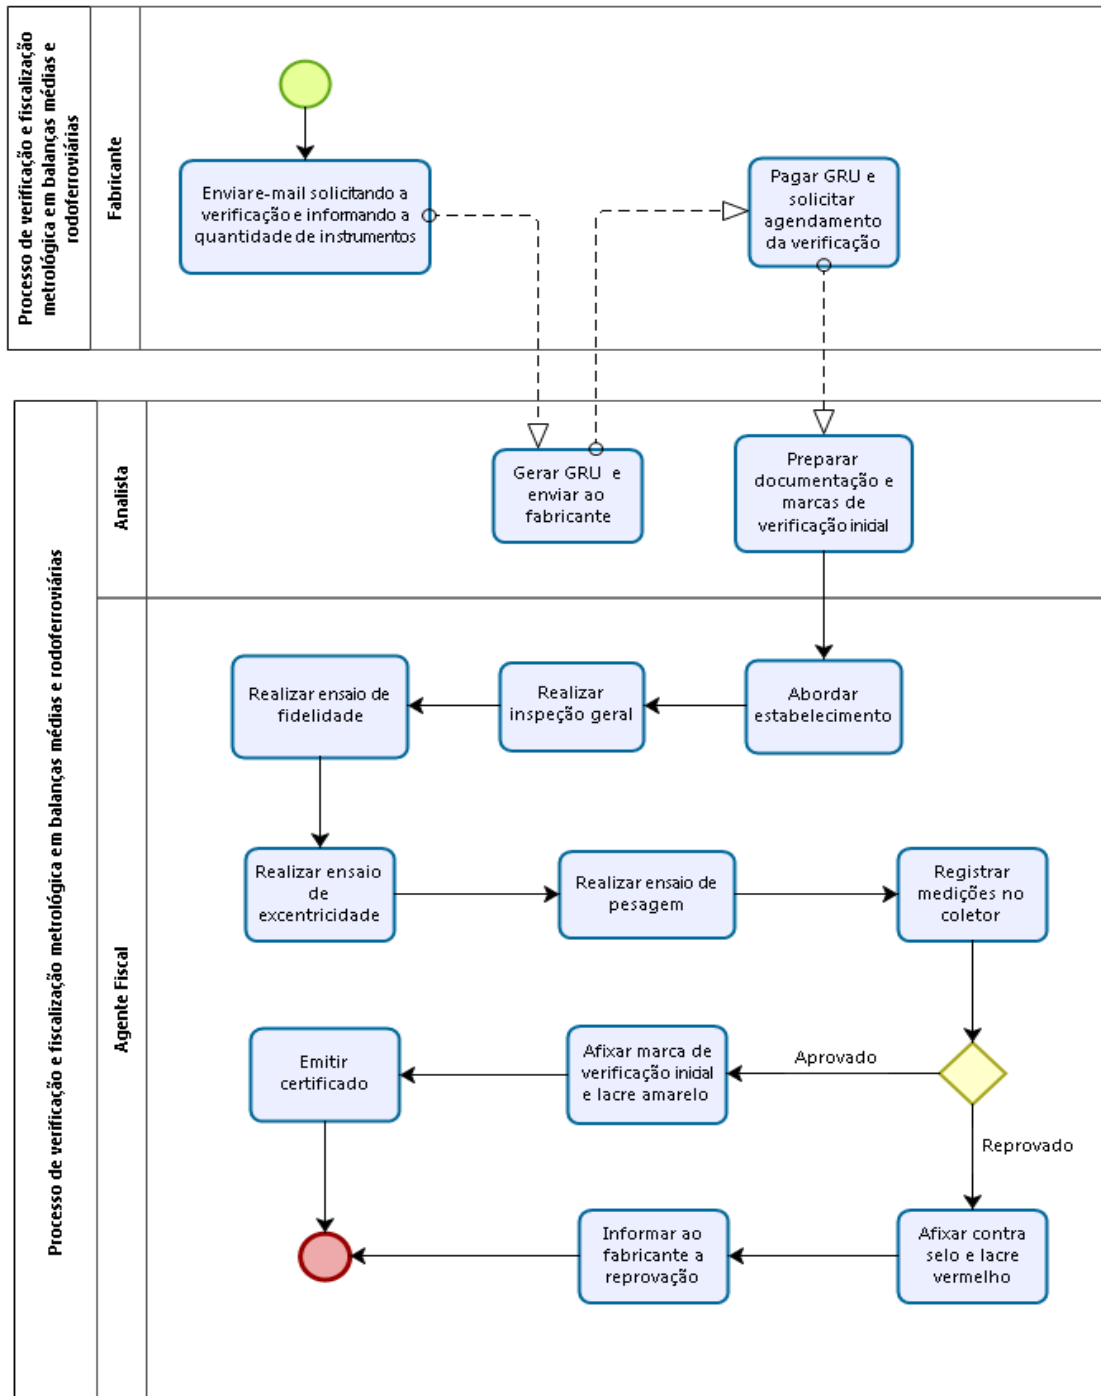 Processo de verificação e fiscalização
metrológica em balanças médias e
rodoferroviárias
Fabricante
Enviar e-mail solicitando a
verificação e informando a
quantidade de instrumentos
Pagar GRU e
solicitar
agendamento
da verificação
Processo de verificação e fiscalização metrológica em balanças médias e rodoferroviárias
Analista
Gerar GRU e
enviar ao
fabricante
Preparar
documentação e
marcas de
verificação inicial
Agente Fiscal
Realizar ensaio de
fidelidade
Realizar
inspeção geral
Abordar
estabelecimento
Realizar ensaio
de
excentricidade
Realizar ensaio de
pesagem
Registrar
medições no
coletor
Emitir
certificado
Afixar marca de
verificação inicial
e lacre amarelo
Aprovado
Reprovado
Informar ao
fabricante a
reprovação
Afixar contra
selo e lacre
vermelho